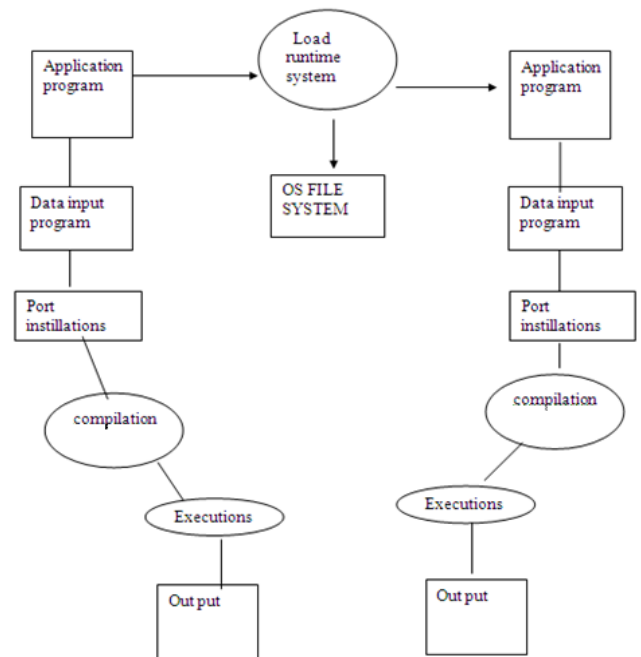 Load
runtime
system
Application
program
Application
program
OS FILE
SYSTEM
Data input
program
Data input
program
Port
instillations
Port
instillations
compilation
compilation
Executions
Executions
Out put
Out put